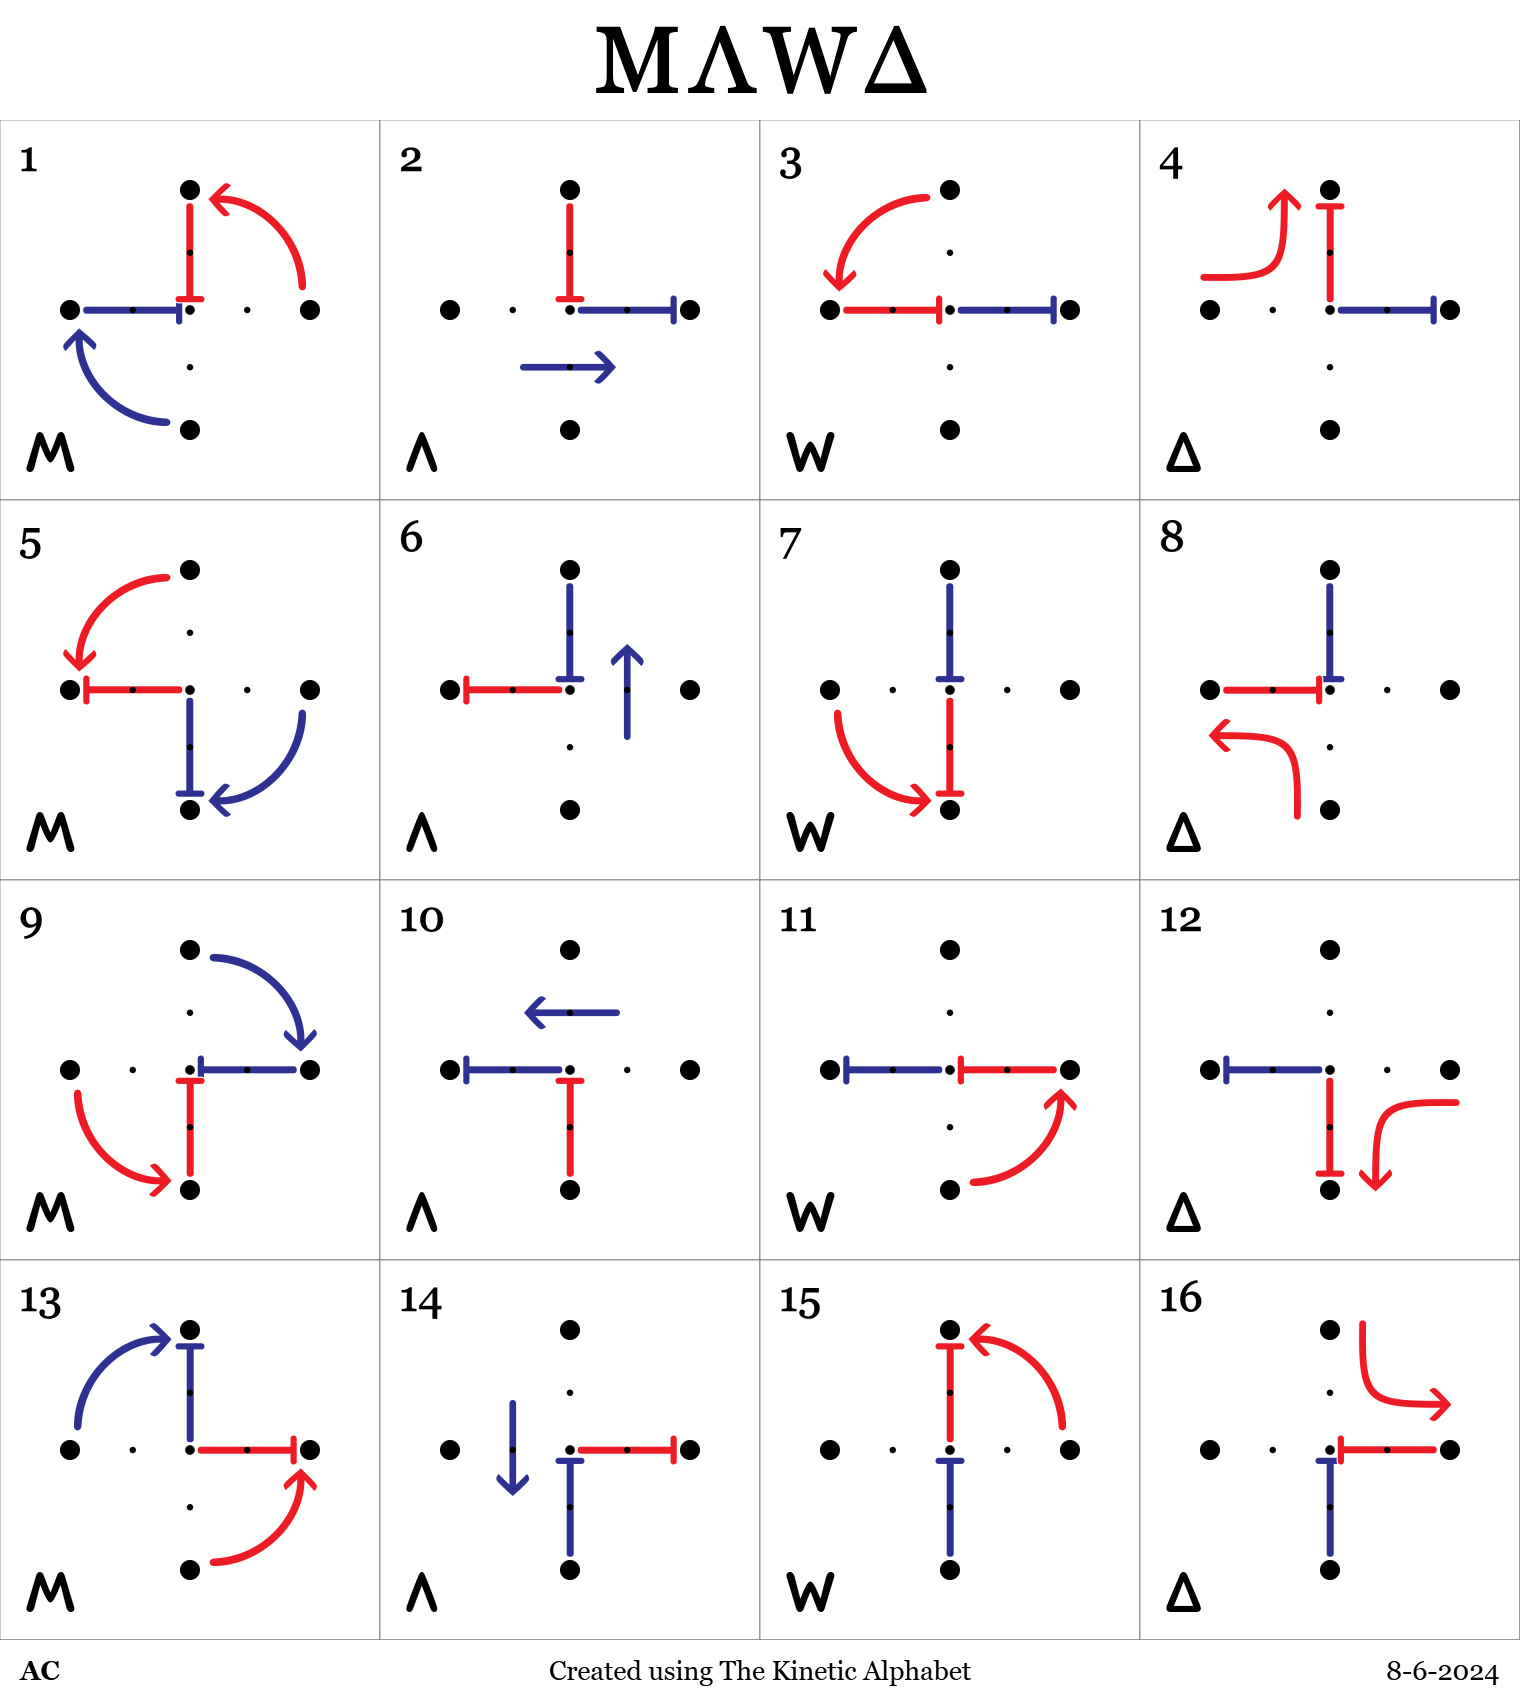 MΛWΔ
1 2 3 4
M Λ W Δ
5 6 7 8
M Λ W Δ
9 10 11 12
M Λ W Δ
13 14 15 16
M Λ W Δ
AC Created using The Kinetic Alphabet 8-6-2024